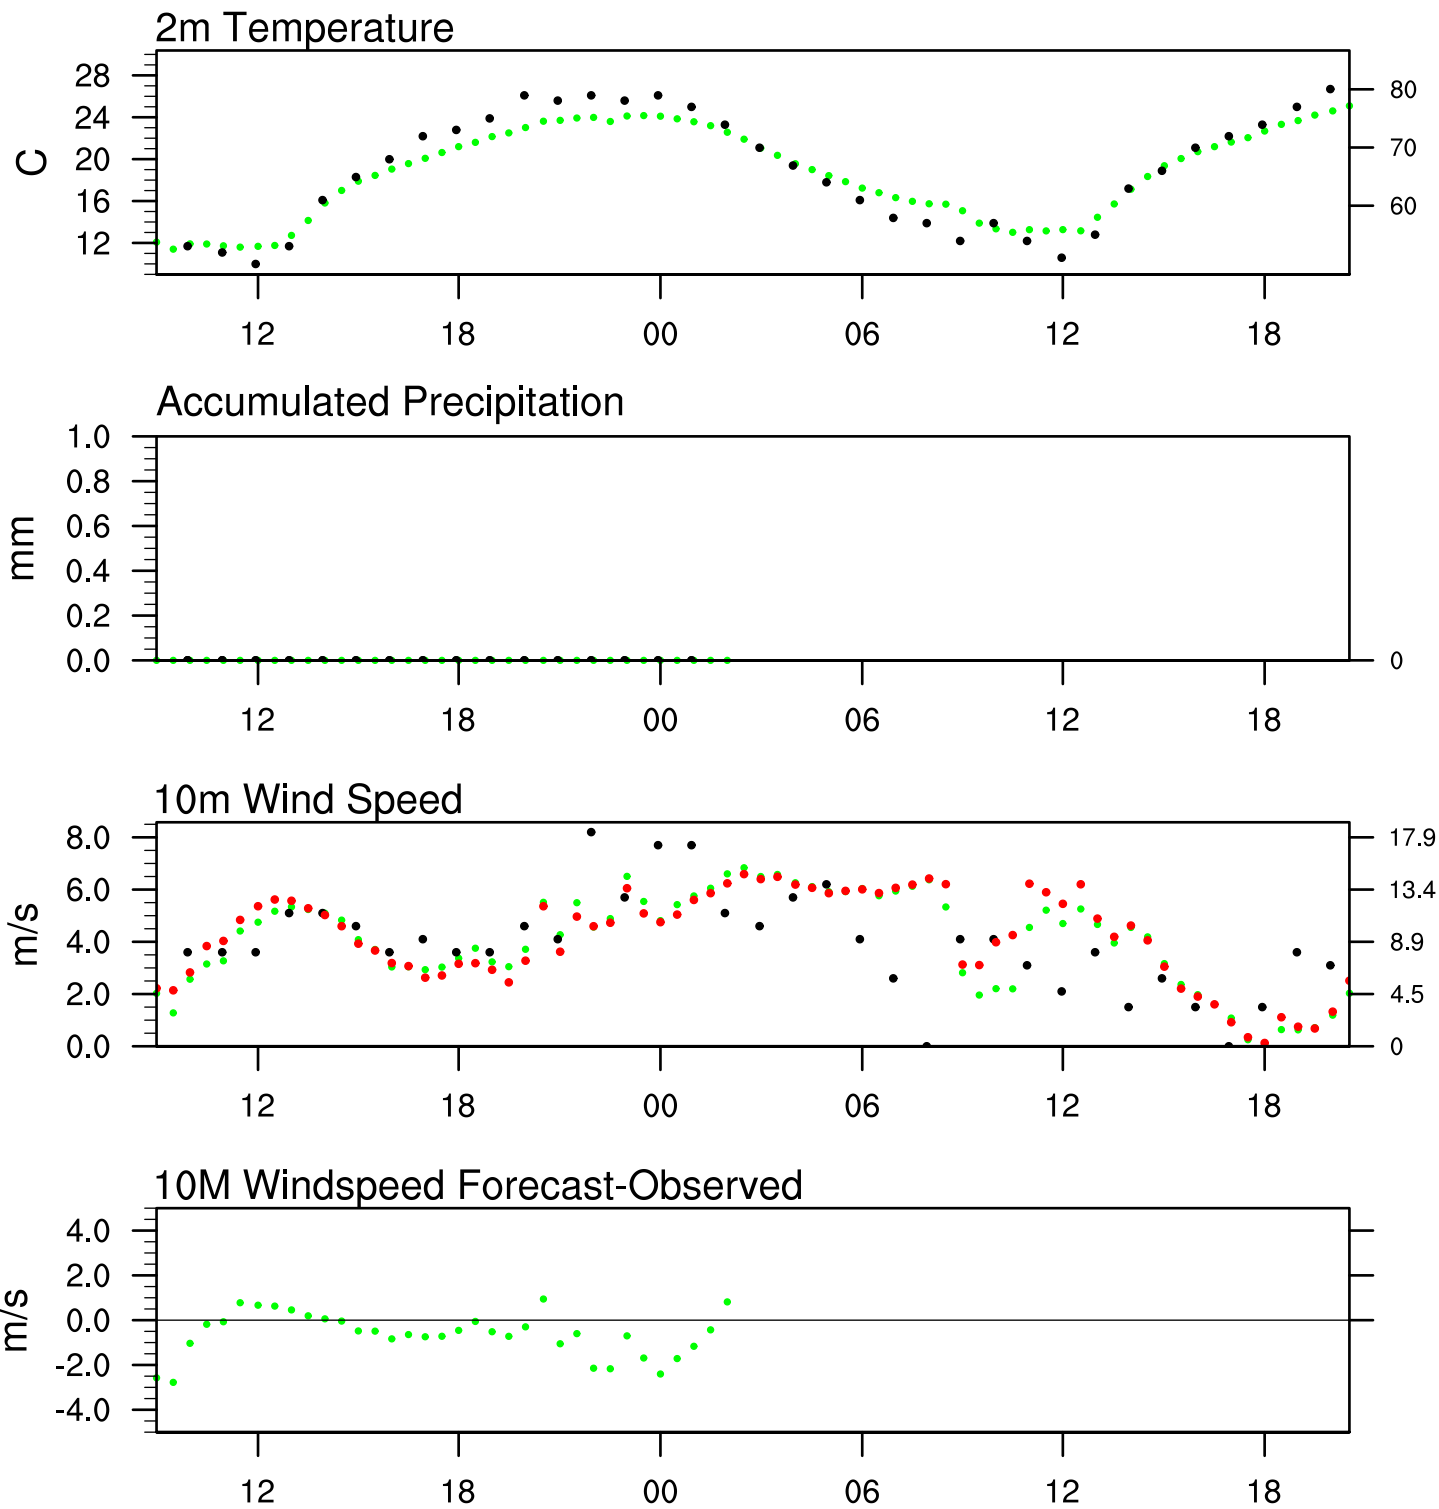 2m Temperature
28
24
20
16
12
C
80
70
60
12 18 00 06 12 18
Accumulated Precipitation
1.0
0.8
0.6
0.4
0.2
0.0
mm
0
12 18 00 06 12 18
10m Wind Speed
8.0
6.0
4.0
2.0
0.0
m/s
17.9
13.4
8.9
4.5
0
12 18 00 06 12 18
10M Windspeed Forecast-Observed
4.0
2.0
0.0
-2.0
-4.0
m/s
12 18 00 06 12 18